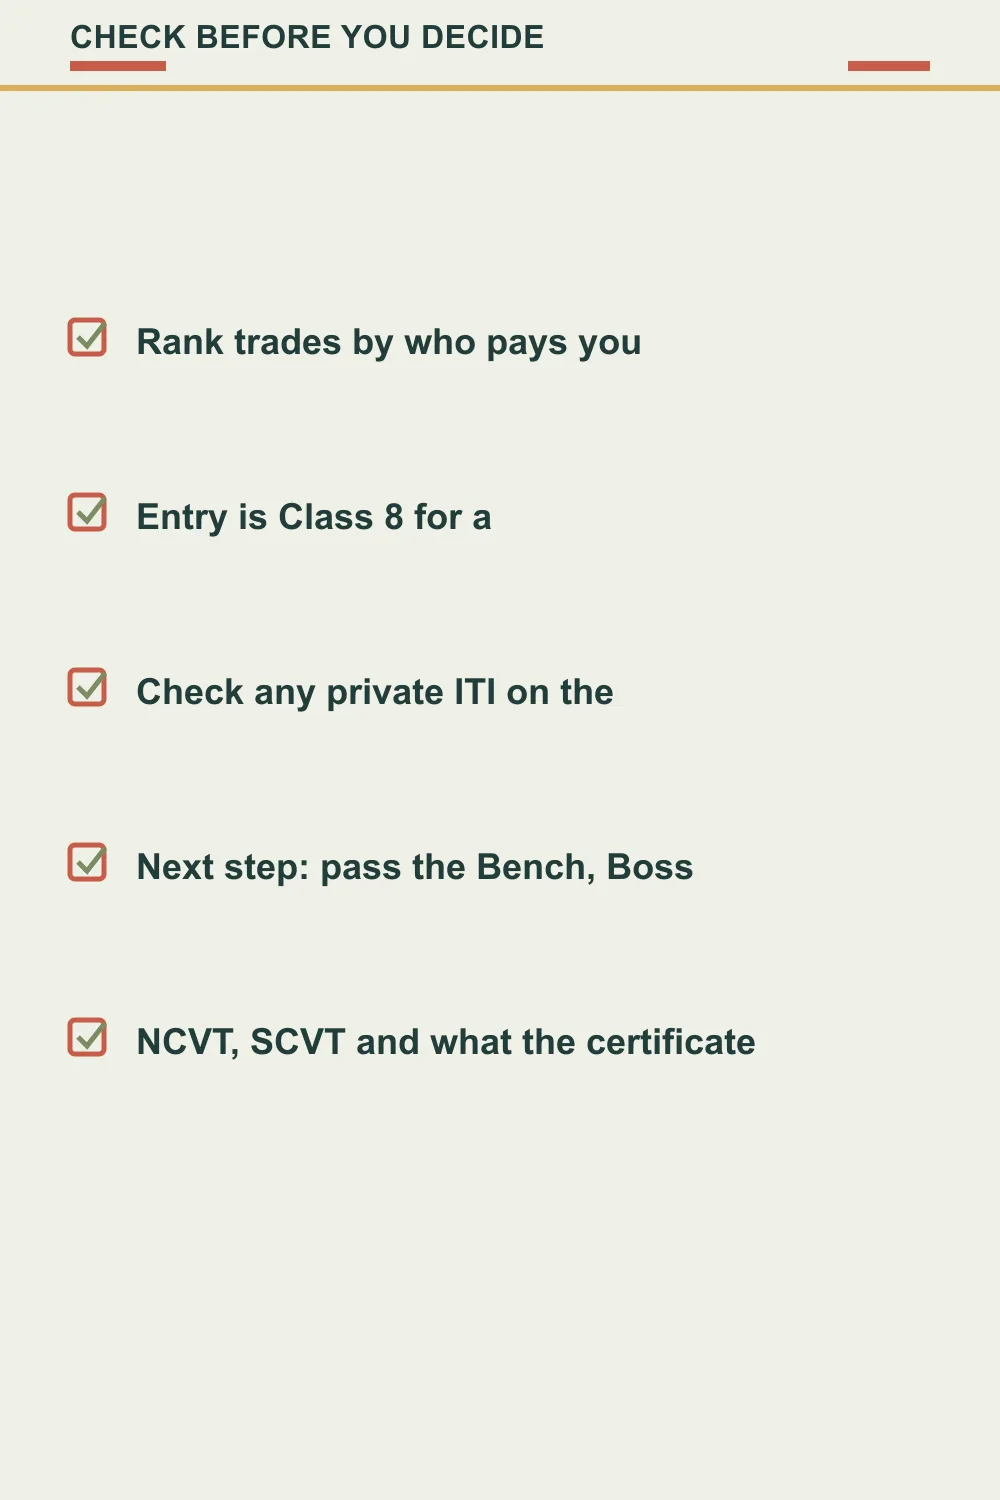 CHECK BEFORE YOU DECIDE
Rank trades by who pays you
Entry is Class 8 for a
Check any private ITI on the
Next step: pass the Bench, Boss
NCVT, SCVT and what the certificate